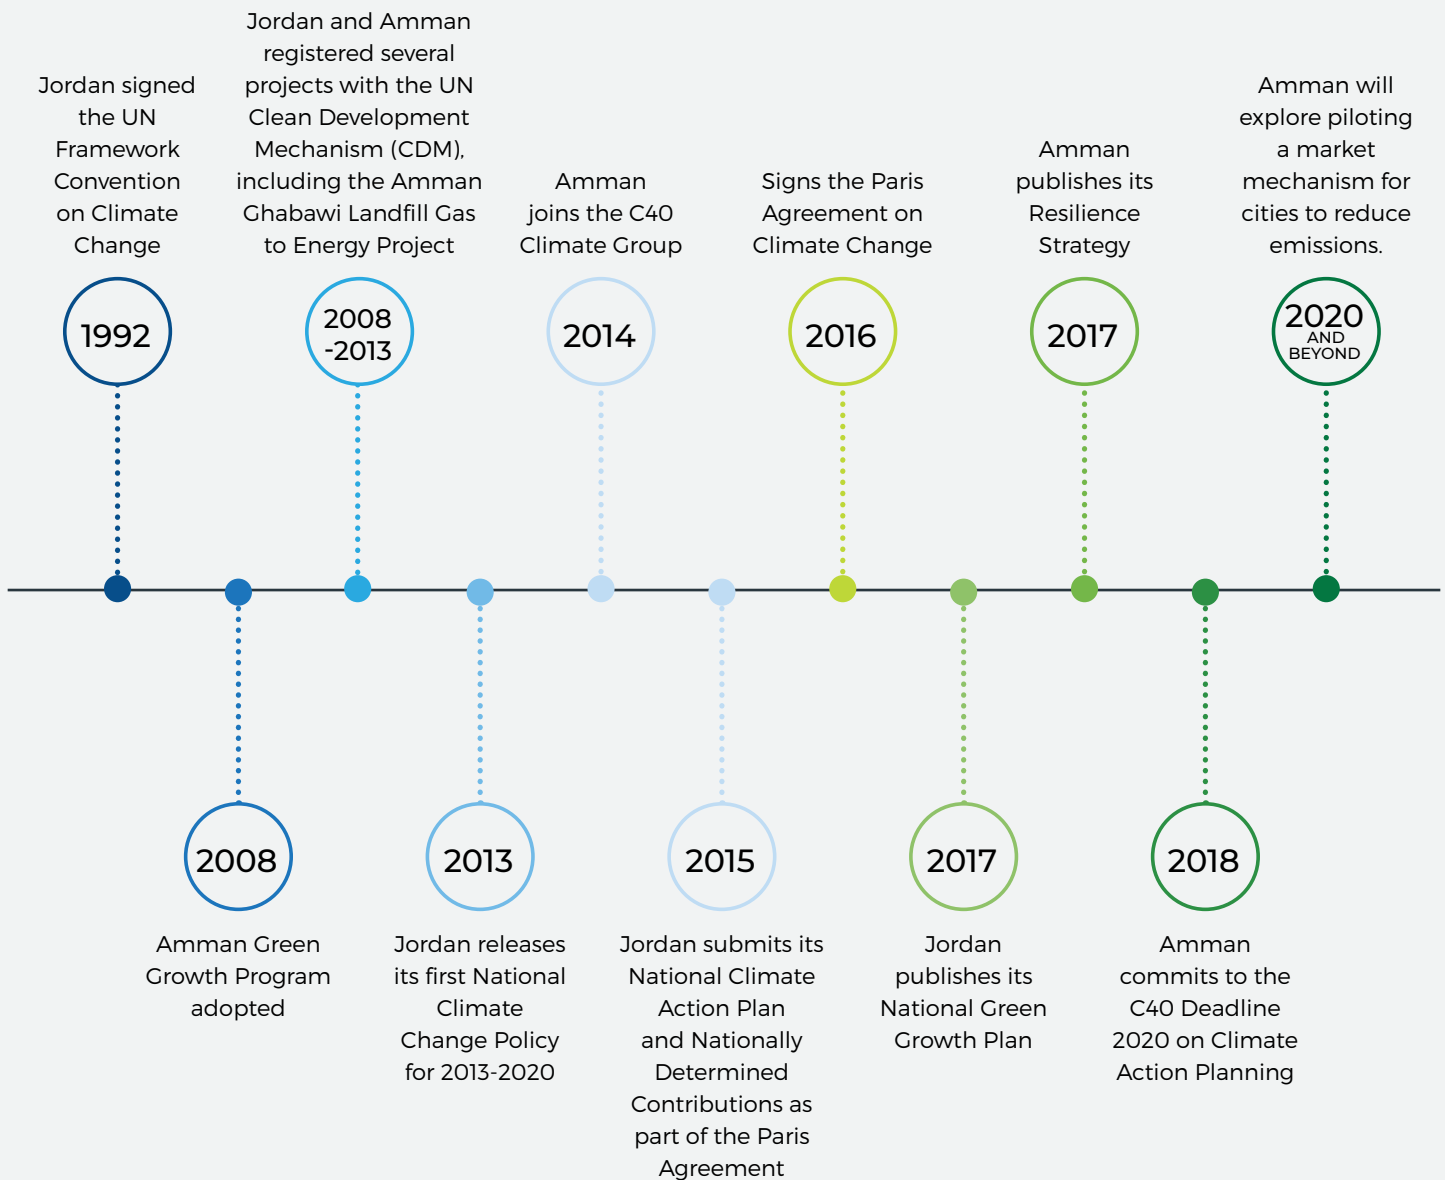 Jordan signed
the UN
Framework
Convention
on Climate
Change
1992
Amman Green
Growth Program
adopted
2008
Jordan and Amman
registered several
projects with the UN
Clean Development
Mechanism (CDM),
including the Amman
Ghabawi Landfill Gas
to Energy Project
2008
-2013
2013
Jordan releases
its first National
Climate
Change Policy
for 2013-2020
Amman
joins the C40
Climate Group
2014
2015
Jordan submits its
National Climate
Action Plan
and Nationally
Determined
Contributions as
part of the Paris
Agreement
Signs the Paris
Agreement on
Climate Change
2016
2017
Jordan
publishes its
National Green
Growth Plan
Amman
publishes its
Resilience
Strategy
2017
2018
Amman
commits to the
C40 Deadline
2020 on Climate
Action Planning
Amman will
explore piloting
a market
mechanism for
cities to reduce
emissions.
2020
AND
BEYOND